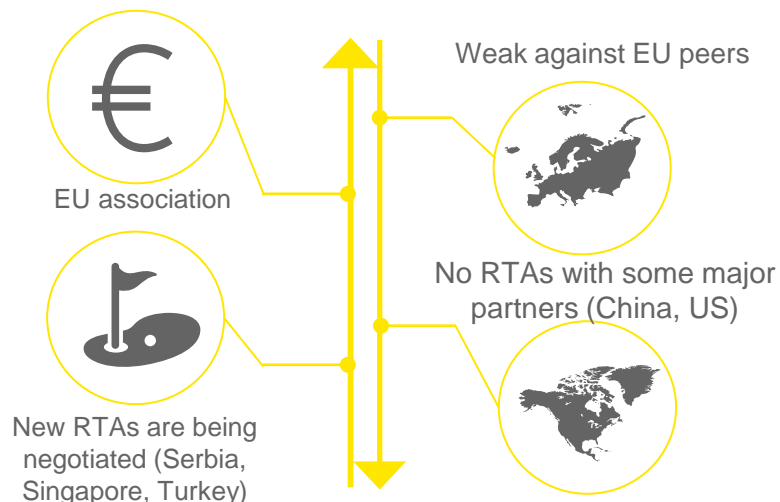 EU association
New RTAs are being
negotiated (Serbia,
Singapore, Turkey)
Weak against EU peers
No RTAs with some major
partners (China, US)